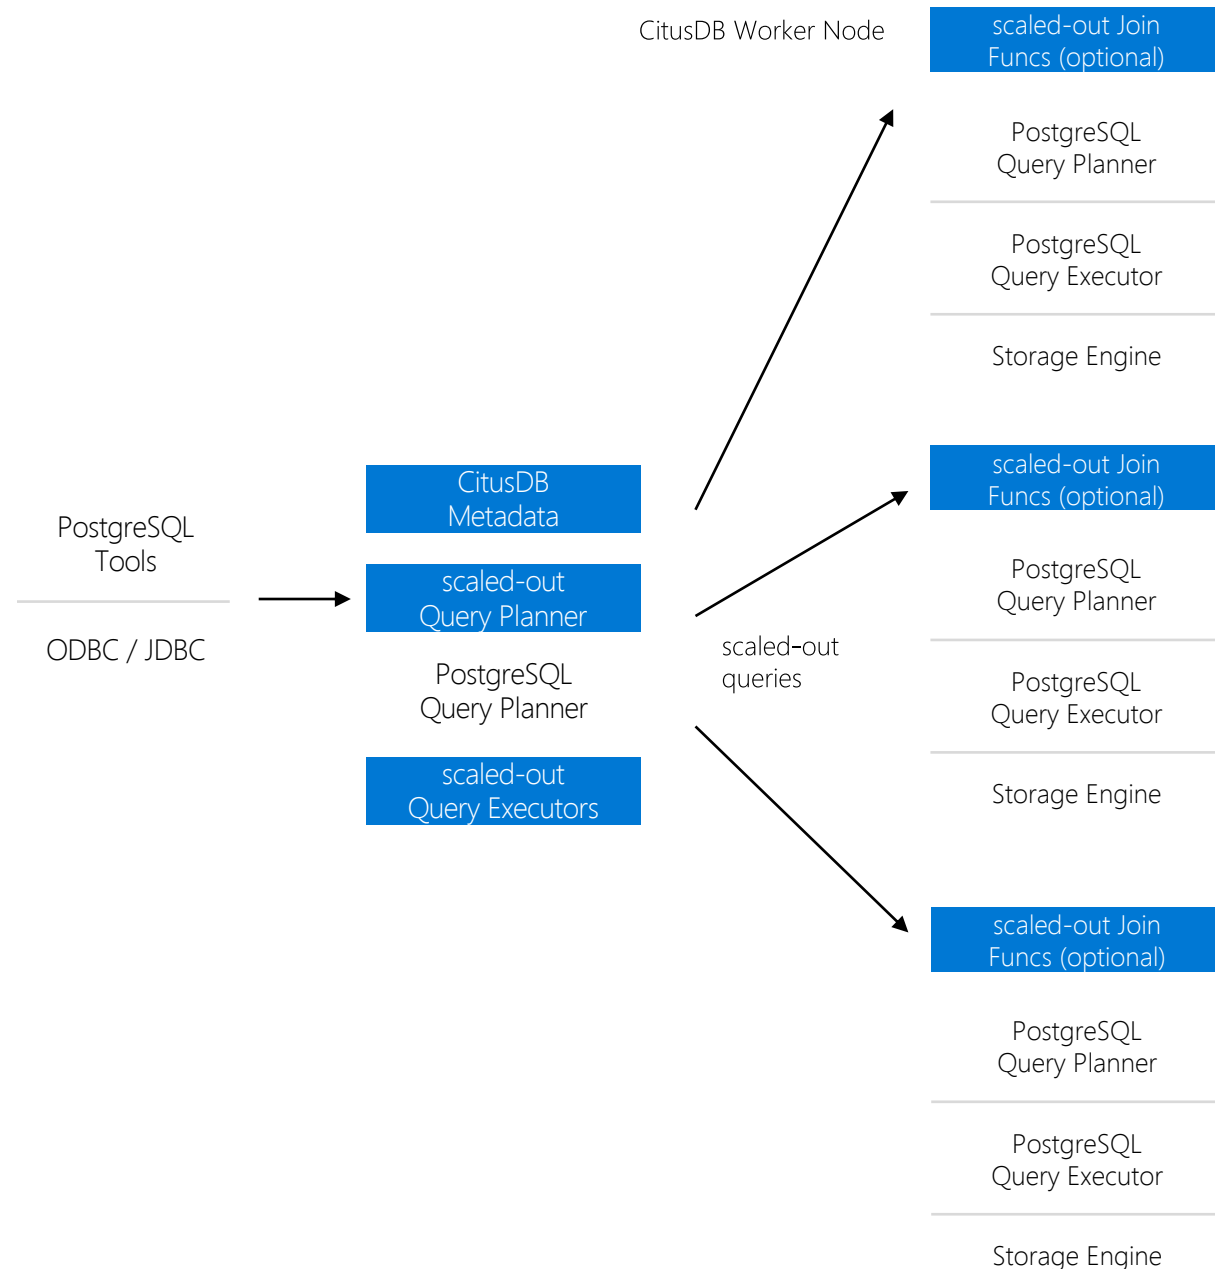 CitusDB Worker Node
scaled-out Join
Funcs (optional)
PostgreSQL
Query Planner
PostgreSQL
Query Executor
Storage Engine
PostgreSQL
Tools
ODBC / JDBC
CitusDB
Metadata
scaled-out
Query Planner
PostgreSQL
Query Planner
scaled-out
Query Executors
scaled-out
queries
scaled-out Join
Funcs (optional)
PostgreSQL
Query Planner
PostgreSQL
Query Executor
Storage Engine
scaled-out Join
Funcs (optional)
PostgreSQL
Query Planner
PostgreSQL
Query Executor
Storage Engine